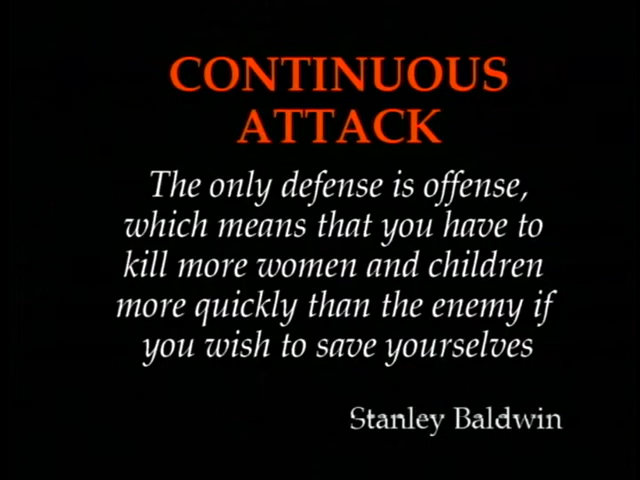 CONTINUOUS
ATTACK
The only defense is offense,
which means that you have to
kill more women and children
more quickly than the enemy if
you wish to save yourselves
Stanley Baldwin